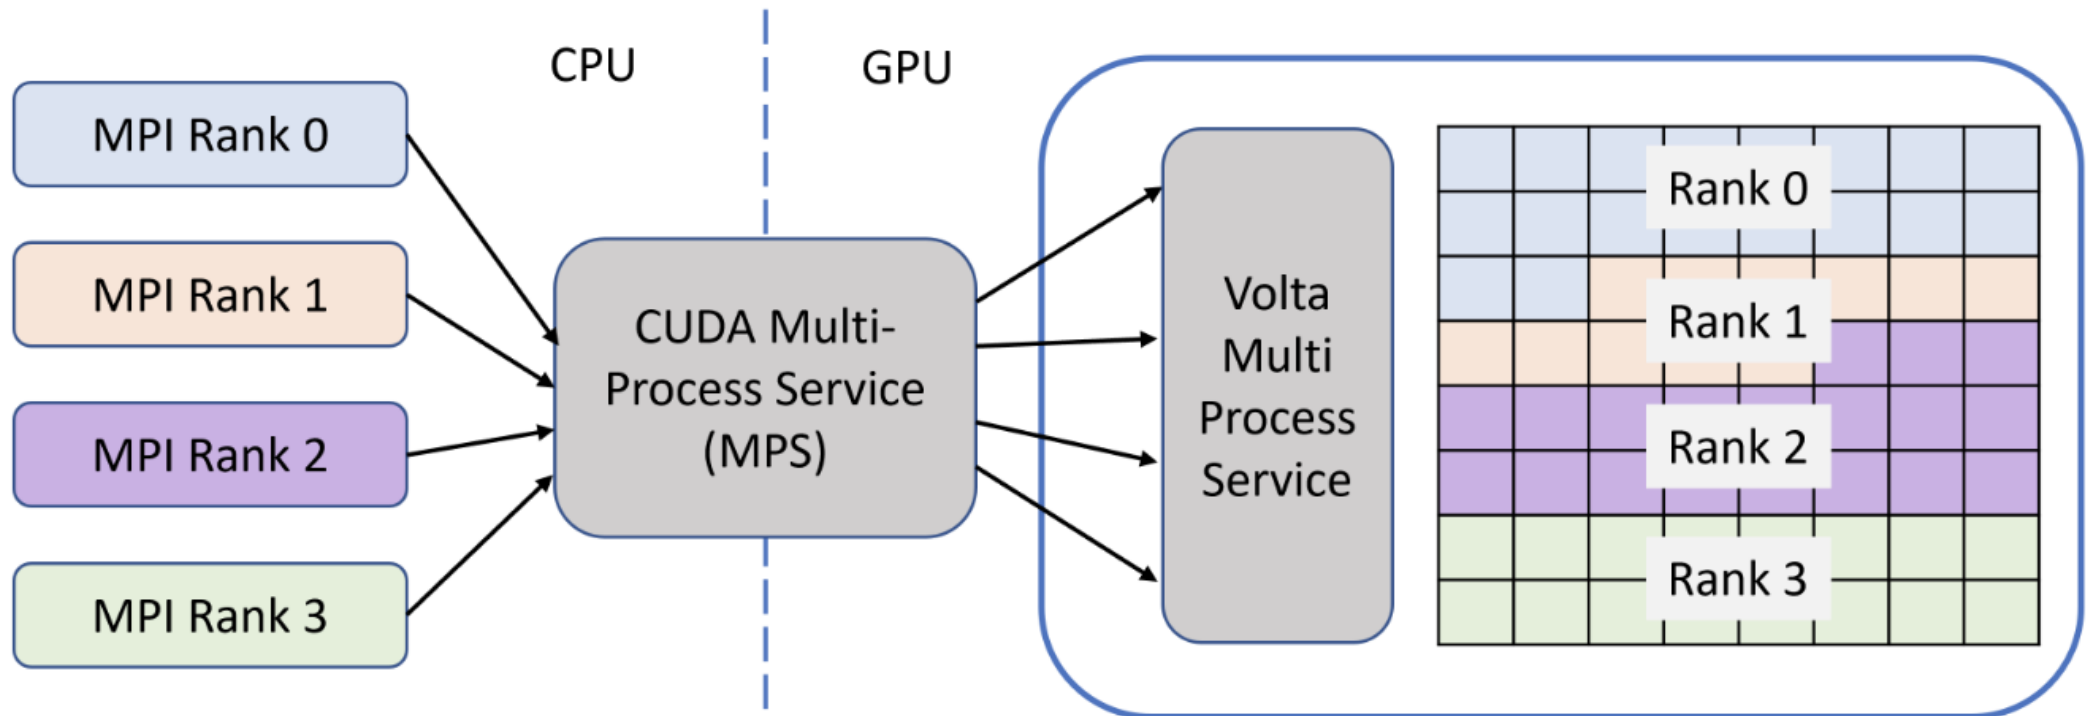 CPU
GPU
MPI Rank 0
MPI Rank 1
MPI Rank 2
MPI Rank 3
CUDA Multi-
Process Service
(MPS)
Volta
Multi
Process
Service
Rank 0
Rank 1
Rank 2
Rank 3